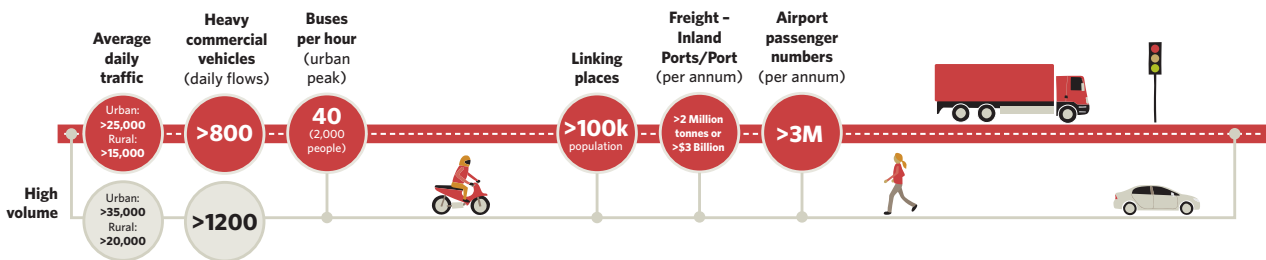 Average
daily
traffic
Heavy
commercial
vehicles
(daily flows)
Buses
per hour
(urban
peak)
Linking
places
Freight –
Inland
Ports/Port
(per annum)
Airport
passenger
numbers
(per annum)
Urban:
>25,000
Rural:
>15,000
>800
40
(2,000
people)
>100k
population
>2 Million
tonnes or
>$3 Billion
>3M
High
volume
Urban:
>35,000
Rural:
>20,000
>1200